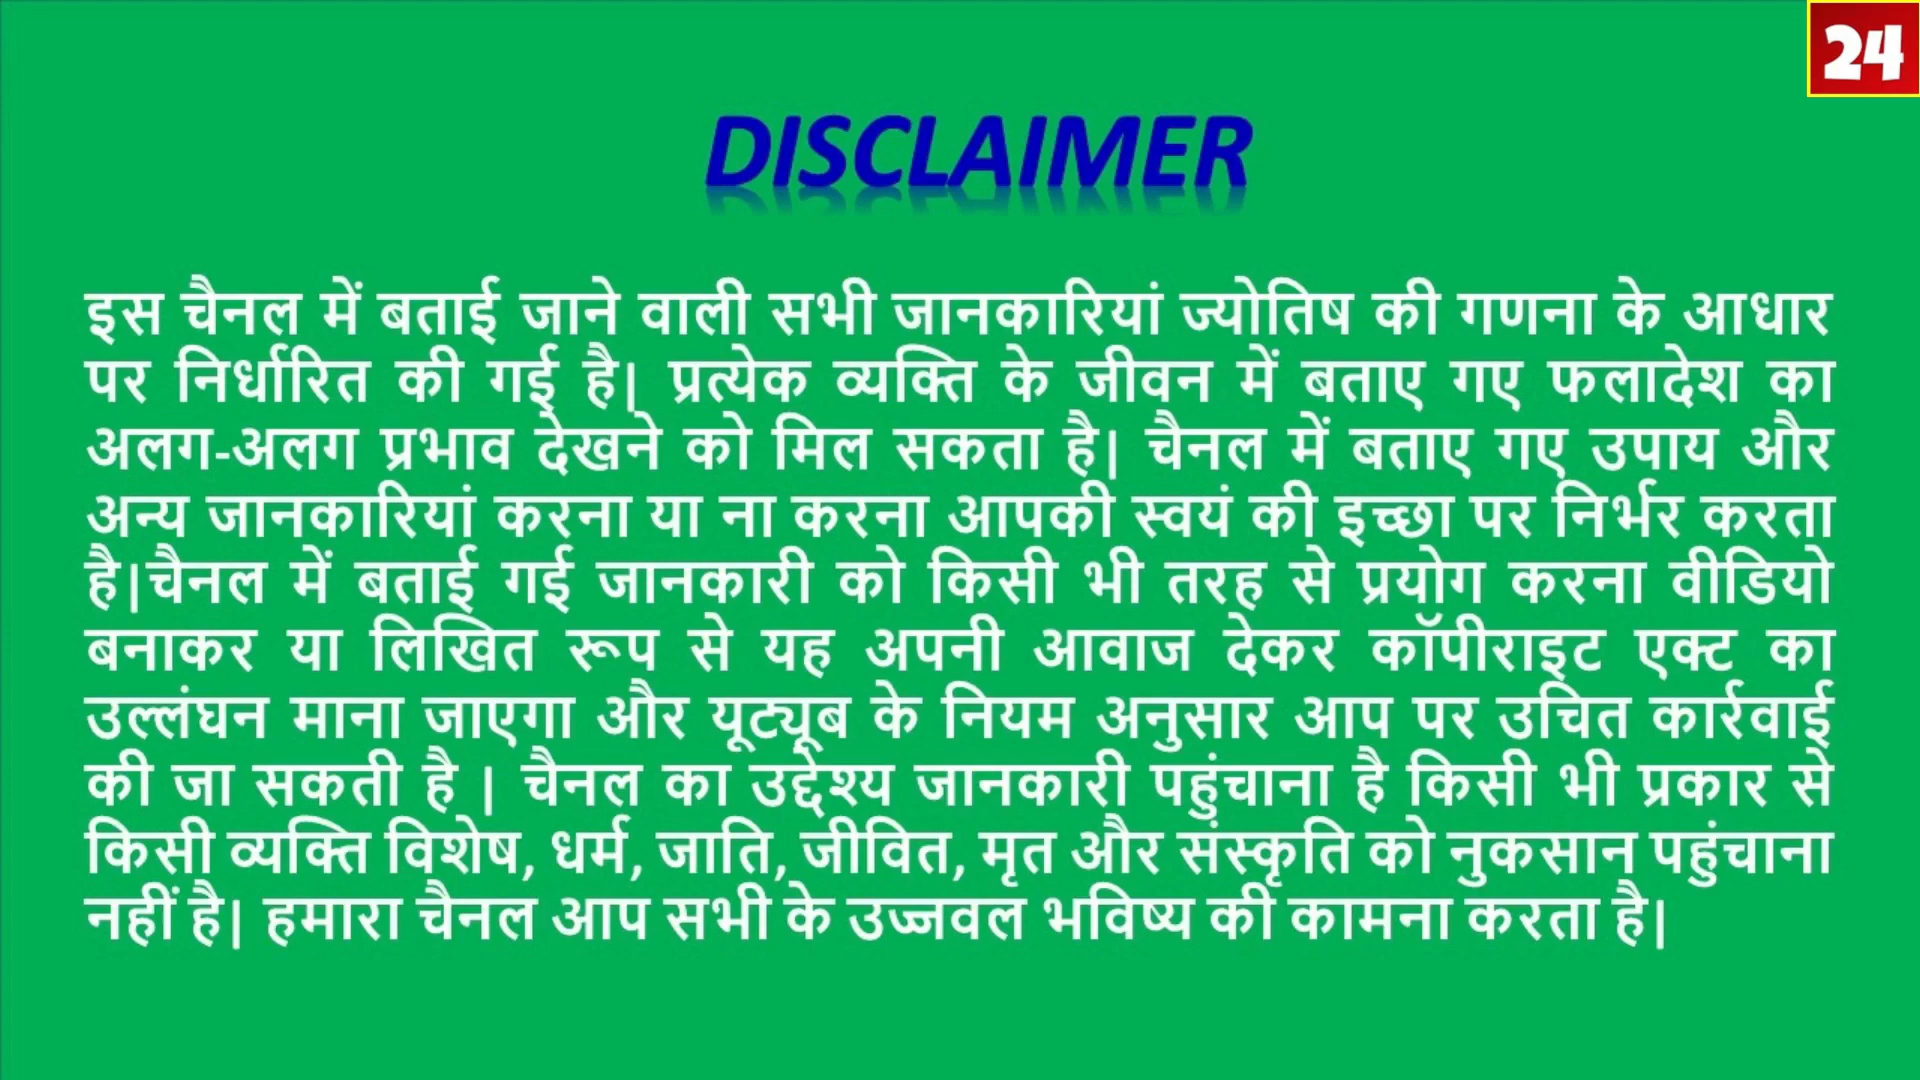 24
DISCLAIMER
इस चैनल में बताई जाने वाली सभी जानकारियां ज्योतिष की गणना के आधार
पर निर्धारित की गई है| प्रत्येक व्यक्ति के जीवन में बताए गए फलादेश का
अलग-अलग प्रभाव देखने को मिल सकता है| चैनल में बताए गए उपाय और
अन्य जानकारियां करना या ना करना आपकी स्वयं की इच्छा पर निर्भर करता
है|चैनल में बताई गई जानकारी को किसी भी तरह से प्रयोग करना वीडियो
बनाकर या लिखित रूप से यह अपनी आवाज देकर कॉपीराइट एक्ट का
उल्लंघन माना जाएगा और यूट्यूब के नियम अनुसार आप पर उचित कार्रवाई
की जा सकती है | चैनल का उद्देश्य जानकारी पहुंचाना है किसी भी प्रकार से
किसी व्यक्ति विशेष, धर्म, जाति, जीवित, मृत और संस्कृति को नुकसान पहुंचाना
नहीं है| हमारा चैनल आप सभी के उज्जवल भविष्य की कामना करता है|